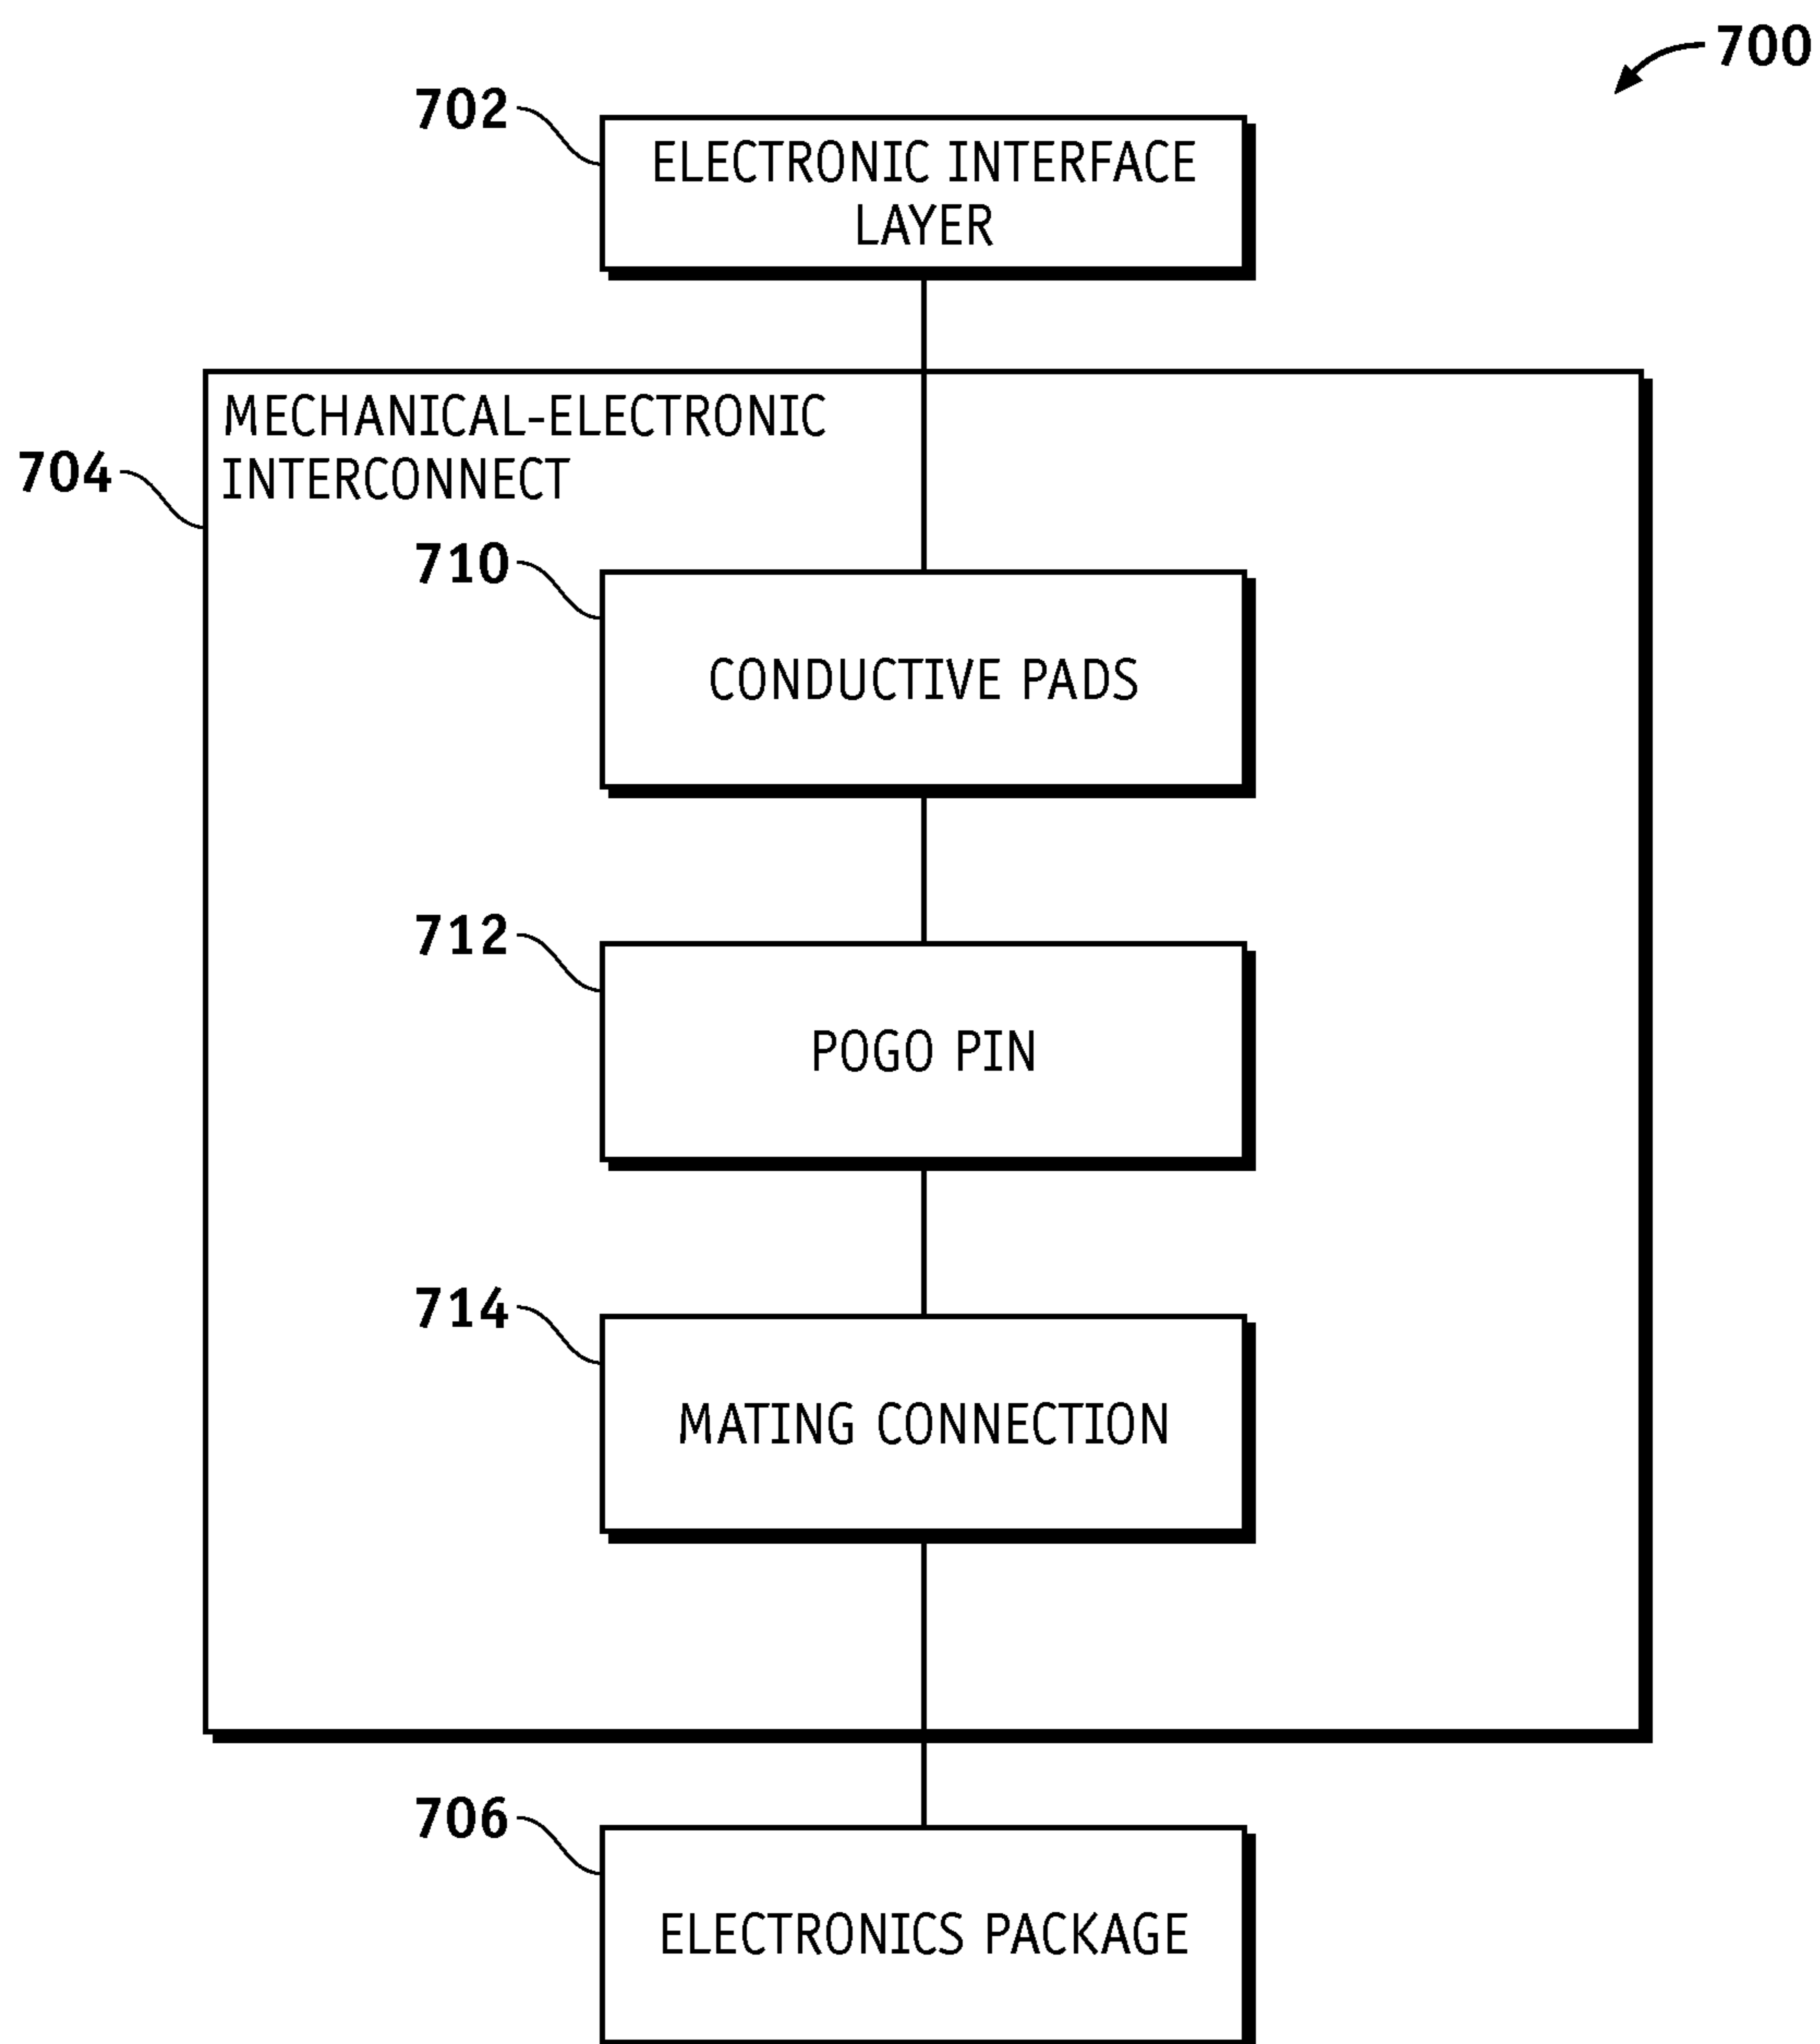 700
702
ELECTRONIC INTERFACE
LAYER
MECHANICAL-ELECTRONIC
INTERCONNECT
704
710
CONDUCTIVE PADS
712
POGO PIN
714
MATING CONNECTION
706
ELECTRONICS PACKAGE